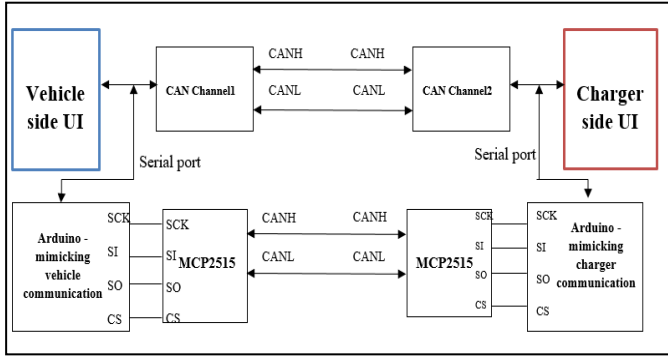 Vehicle
side UI
CAN Channel1
CANH CANH
CANL CANL
CAN Channel2
Charger
side UI
Serial port
Serial port
Arduino -
mimicking
vehicle
communication
SCK
SI
SO
CS
SCK
SI
SO
CS
MCP2515
CANH CANH
CANL CANL
MCP2515
SCK
SI
SO
CS
SCK
SI
SO
CS
Arduino -
mimicking
charger
communication